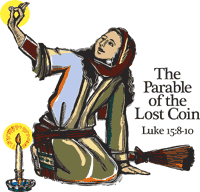 The
Parable
of the
Lost Coin
Luke 15:8-10